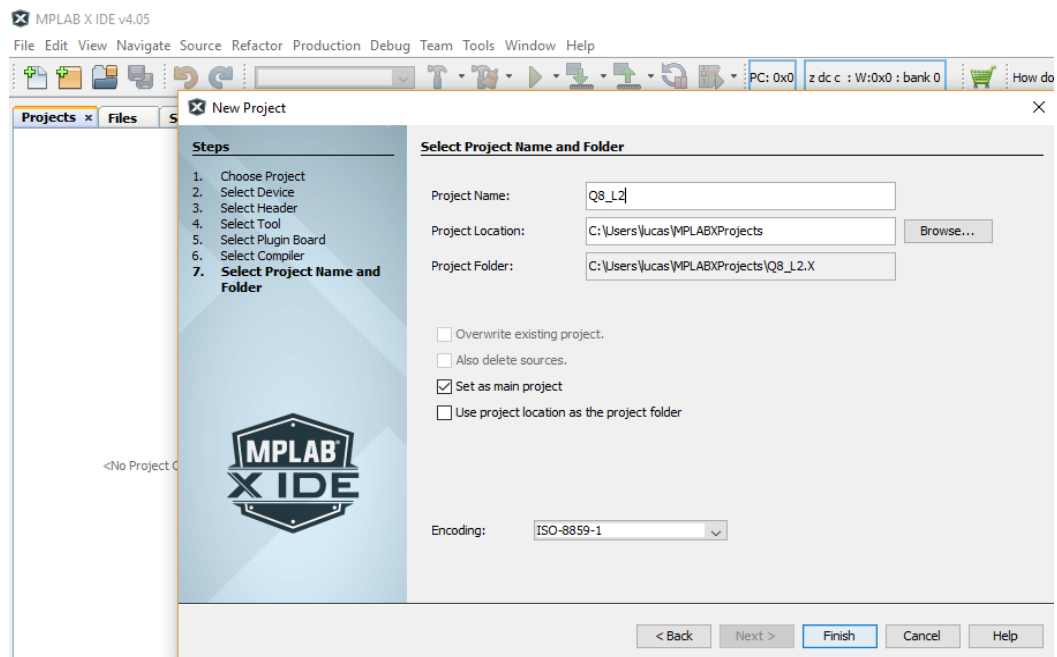 MPLAB X IDE v4.05
File Edit View Navigate Source Refactor Production Debug Team Tools Window Help
PC: 0x0 z dc c : W:0x0 : bank 0 How do
Projects × Files S
New Project
Steps
1. Choose Project
2. Select Device
3. Select Header
4. Select Tool
5. Select Plugin Board
6. Select Compiler
7. Select Project Name and
Folder
Select Project Name and Folder
Project Name: Q8_L2
Project Location: C:\Users\lucas\MPLABXProjects Browse...
Project Folder: C:\Users\lucas\MPLABXProjects\Q8_L2.X
Overwrite existing project.
Also delete sources.
Set as main project
Use project location as the project folder
<No Project
MPLAB
X IDE
Encoding: ISO-8859-1
< Back Next > Finish Cancel Help